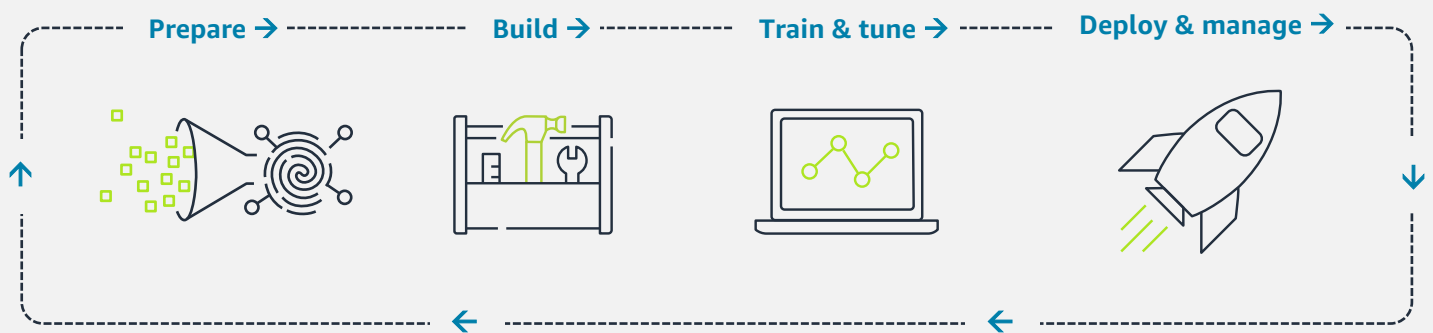 Prepare →
Build →
Train & tune →
Deploy & manage →